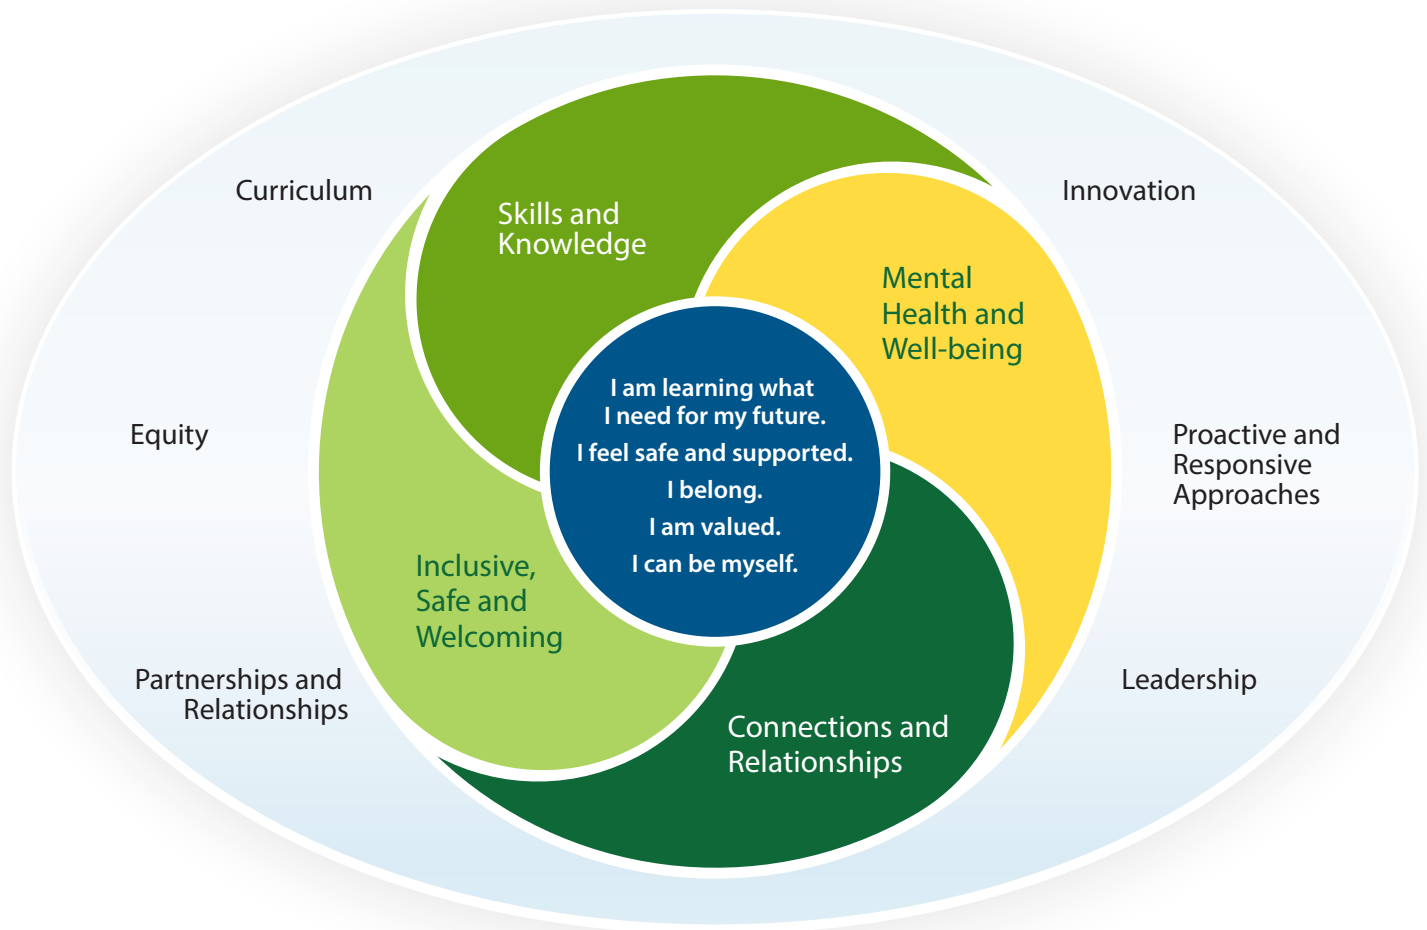 Curriculum
Innovation
Skills and
Knowledge
Mental
Health and
Well-being
I am learning what
I need for my future.
I feel safe and supported.
I belong.
I am valued.
I can be myself.
Equity
Proactive and
Responsive
Approaches
Inclusive,
Safe and
Welcoming
Partnerships and
Relationships
Leadership
Connections and
Relationships